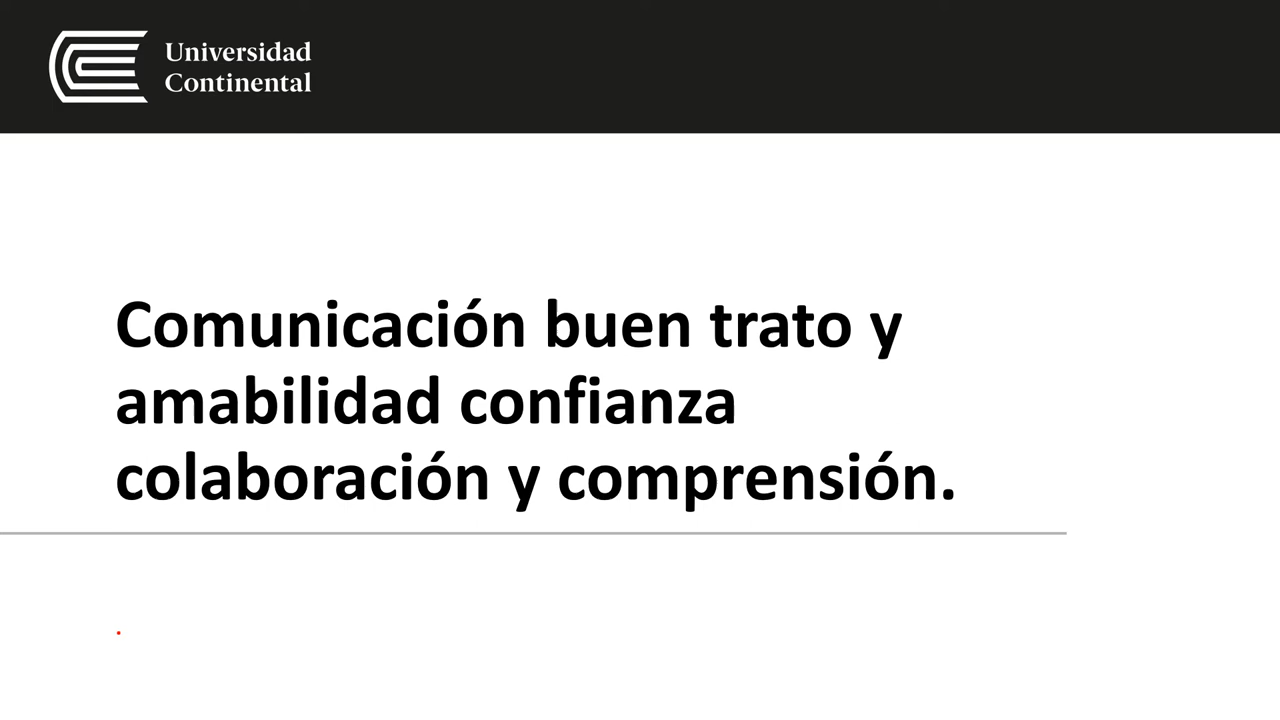 Universidad
Continental
Comunicación buen trato y
amabilidad confianza
colaboración y comprensión.
.